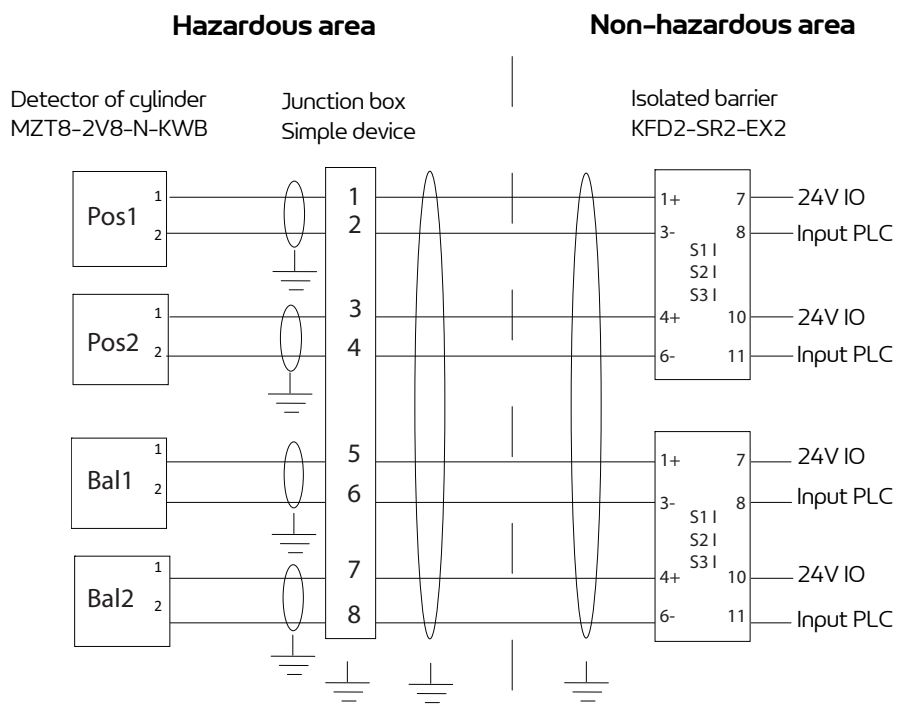 Hazardous area
Non-hazardous area
Detector of cylinder
MZT8-2V8-N-KWB
Junction box
Simple device
Isolated barrier
KFD2-SR2-EX2
Pos1
1
2
1
2
1+
3-
S1 I
S2 I
S3 I
7
8
24V IO
Input PLC
Pos2
1
2
3
4
4+
6-
10
11
24V IO
Input PLC
Bal1
1
2
5
6
1+
3-
S1 I
S2 I
S3 I
7
8
24V IO
Input PLC
Bal2
1
2
7
8
4+
6-
10
11
24V IO
Input PLC